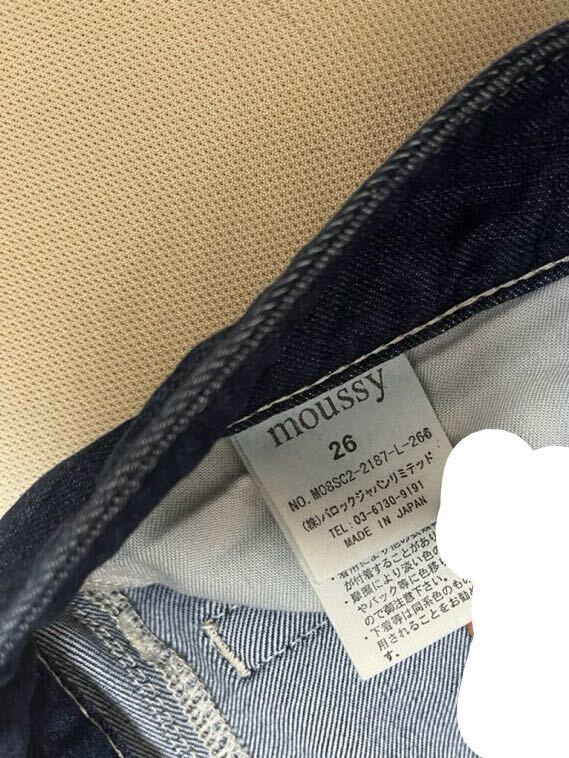 moussy
26
NO. M08SC2-2187-L-266
(株)バロックジャパンリミテッド
TEL: 03-6730-9191
MADE IN JAPAN
が付着することがあり
・摩擦により淡い色の
やバック等に色移り
ので御注意下さい。
・下着等は同系色のもの
用されることをお勧め
す。